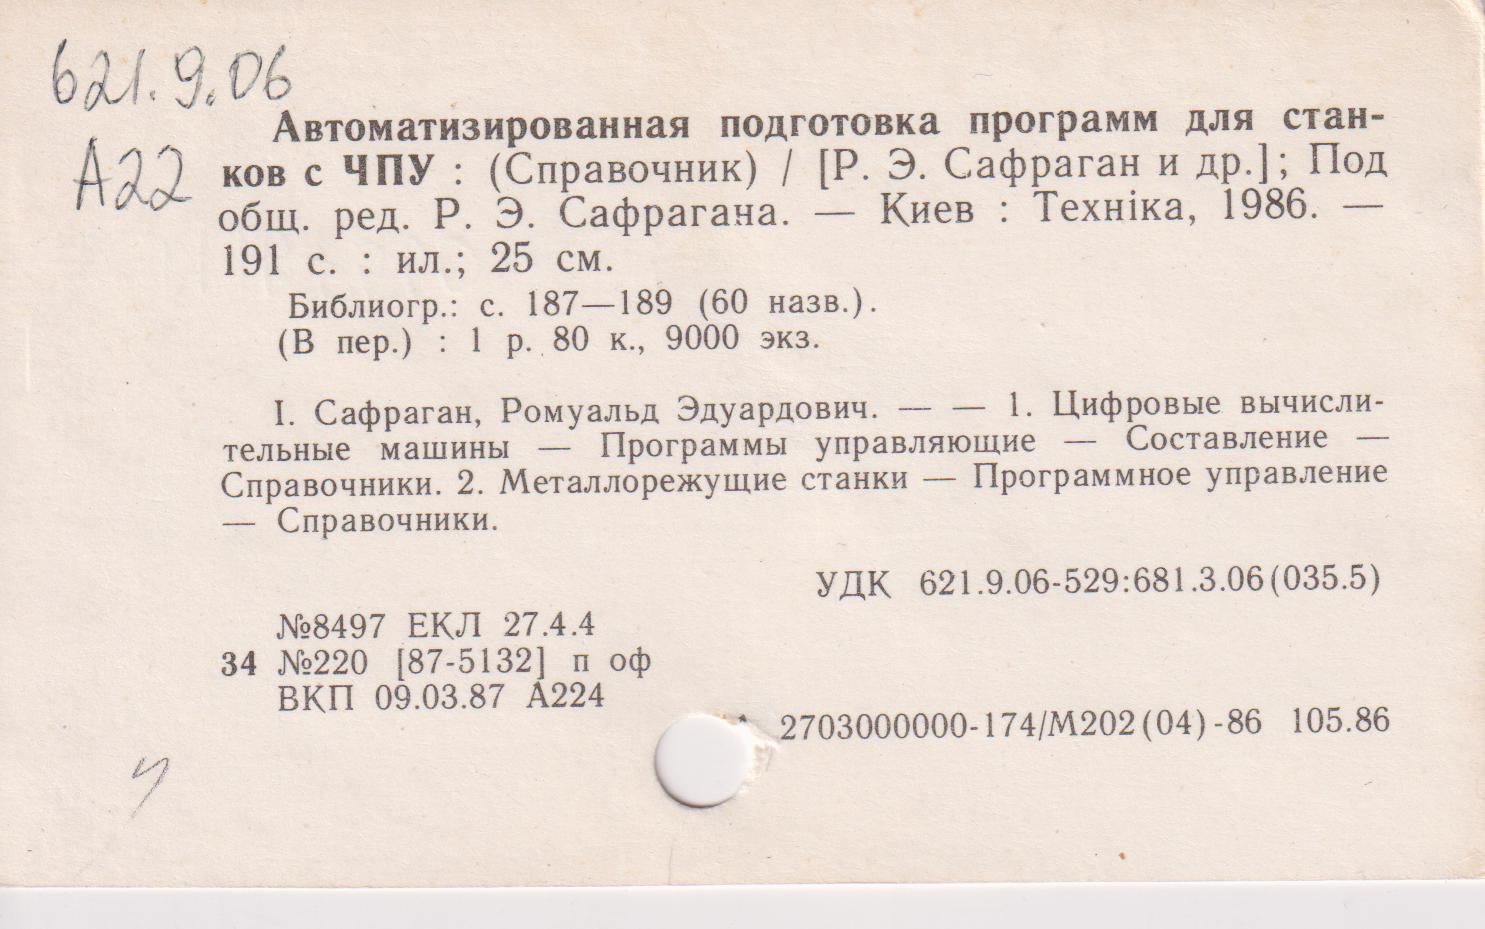 621.9.06
Автоматизированная подготовка программ для стан-
А22
ков с ЧПУ : (Справочник) / [Р. Э. Сафраган и др.]; Под
общ. ред. Р. Э. Сафрагана. — Киев : Техніка, 1986. —
191 с. : ил.; 25 см.
Библиогр.: с. 187—189 (60 назв.).
(В пер.) : 1 р. 80 к., 9000 экз.
I. Сафраган, Ромуальд Эдуардович. — — 1. Цифровые вычисли-
тельные машины — Программы управляющие — Составление —
Справочники. 2. Металлорежущие станки — Программное управление
— Справочники.
УДК 621.9.06-529:681.3.06(035.5)
№8497 ЕКЛ 27.4.4
34 №220 [87-5132] п оф
ВКП 09.03.87 А224
2703000000-174/М202(04)-86 105.86